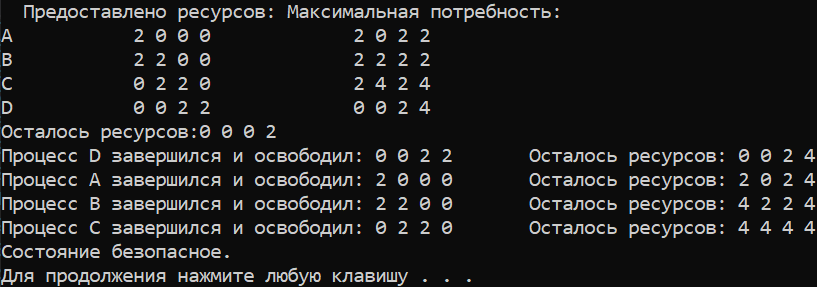 Предоставлено ресурсов: Максимальная потребность:
A 2 0 0 0 2 0 2 2
B 2 2 0 0 2 2 2 2
C 0 2 2 0 2 4 2 4
D 0 0 2 2 0 0 2 4
Осталось ресурсов:0 0 0 2
Процесс D завершился и освободил: 0 0 2 2 Осталось ресурсов: 0 0 2 4
Процесс A завершился и освободил: 2 0 0 0 Осталось ресурсов: 2 0 2 4
Процесс B завершился и освободил: 2 2 0 0 Осталось ресурсов: 4 2 2 4
Процесс C завершился и освободил: 0 2 2 0 Осталось ресурсов: 4 4 4 4
Состояние безопасное.
Для продолжения нажмите любую клавишу . . .